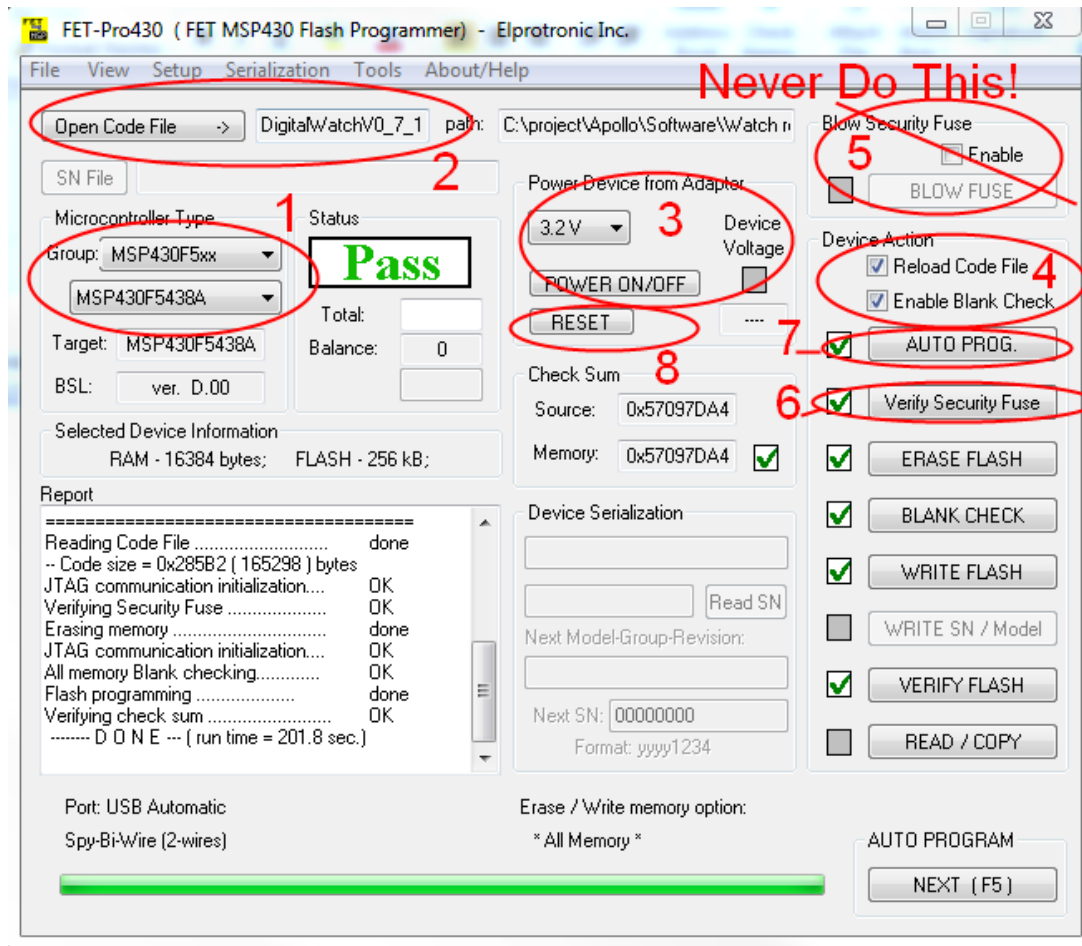 FET-Pro430 ( FET MSP430 Flash Programmer) - Elprotronic Inc.
File View Setup Serialization Tools About/Help
Never Do This!
Open Code File -> DigitalWatchV0_7_1 path: C:\project\Apollo\Software\Watch r
2
SN File
Microcontroller Type
1
Group: MSP430F5xx
MSP430F5438A
Target: MSP430F5438A
BSL: ver. D.00
Status
Pass
Total:
Balance: 0
Selected Device Information
RAM - 16384 bytes; FLASH - 256 kB;
Report
=====================================
Reading Code File ........................... done
-- Code size = 0x285B2 ( 165298 ) bytes
JTAG communication initialization.... OK
Verifying Security Fuse .................... OK
Erasing memory ............................... done
JTAG communication initialization.... OK
All memory Blank checking............. OK
Flash programming .................... done
Verifying check sum ......................... OK
-------- D O N E --- ( run time = 201.8 sec.)
Power Device from Adapter
3.2 V
3
Device
Voltage
POWER ON/OFF
RESET
----
8
Check Sum
Source: 0x57097DA4
Memory: 0x57097DA4
Device Serialization
Read SN
Next Model-Group-Revision:
Next SN: 00000000
Format: yyyy1234
Blow Security Fuse
5
Enable
BLOW FUSE
Device Action
Reload Code File
4
Enable Blank Check
7
AUTO PROG.
6
Verify Security Fuse
ERASE FLASH
BLANK CHECK
WRITE FLASH
WRITE SN / Model
VERIFY FLASH
READ / COPY
Port: USB Automatic
Spy-Bi-Wire (2-wires)
Erase / Write memory option:
* All Memory *
AUTO PROGRAM
NEXT ( F5 )